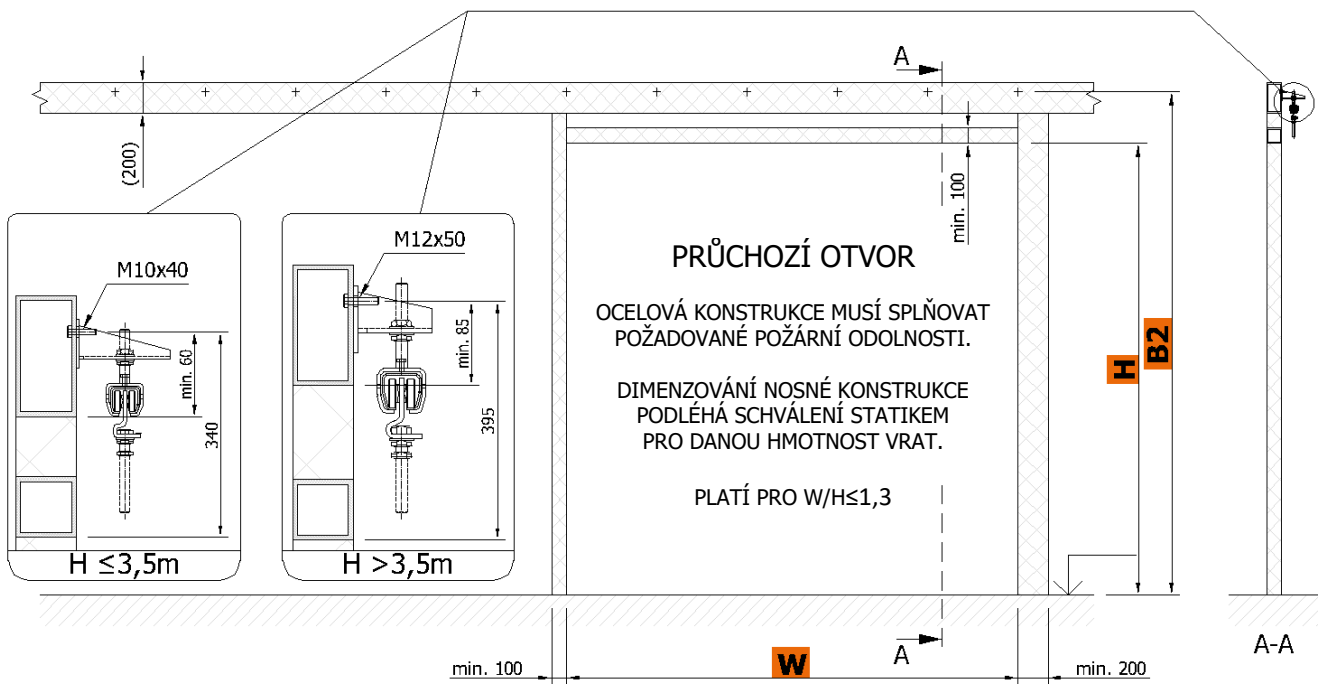 A
(200)
min. 100
M10x40
min. 60
340
H ≤3,5m
M12x50
min. 85
395
H >3,5m
PRŮCHOZÍ OTVOR
OCELOVÁ KONSTRUKCE MUSÍ SPLŇOVAT
POŽADOVANÉ POŽÁRNÍ ODOLNOSTI.
DIMENZOVÁNÍ NOSNÉ KONSTRUKCE
PODLÉHÁ SCHVÁLENÍ STATIKEM
PRO DANOU HMOTNOST VRAT.
PLATÍ PRO W/H≤1,3
H
B2
A
A-A
min. 100
W
min. 200